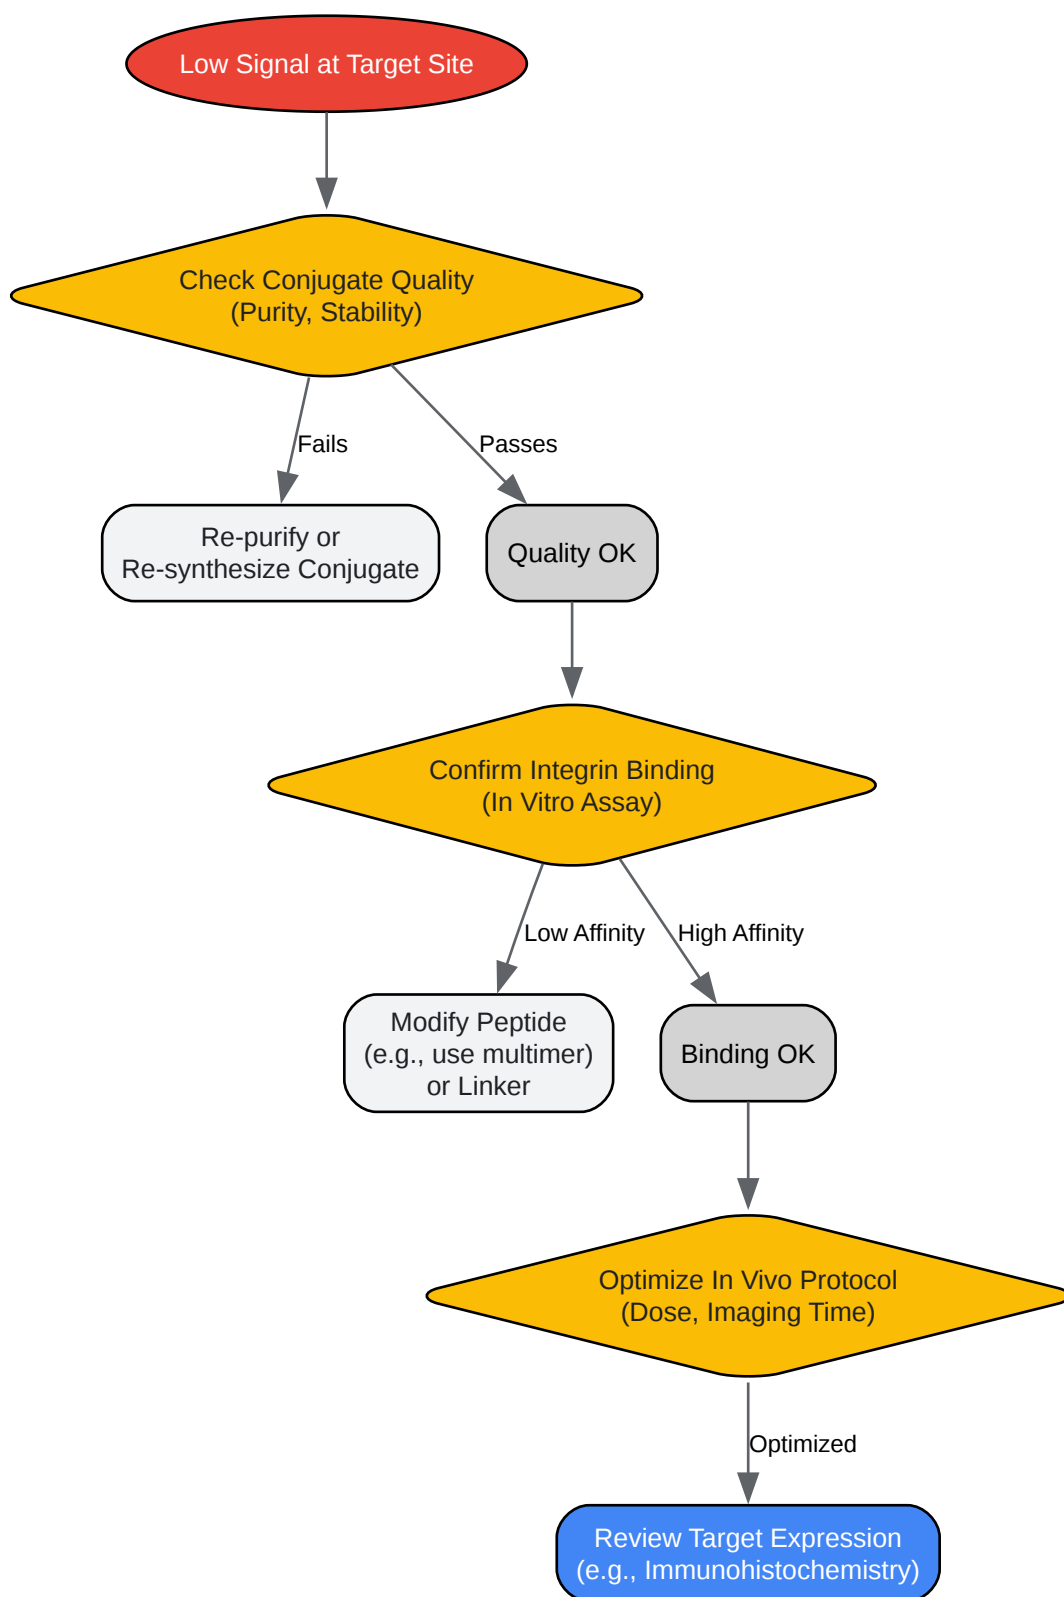 Low Signal at Target Site
Check Conjugate Quality
(Purity, Stability)
Fails
Passes
Re-purify or
Re-synthesize Conjugate
Quality OK
Confirm Integrin Binding
(In Vitro Assay)
Low Affinity
High Affinity
Modify Peptide
(e.g., use multimer)
or Linker
Binding OK
Optimize In Vivo Protocol
(Dose, Imaging Time)
Optimized
Review Target Expression
(e.g., Immunohistochemistry)